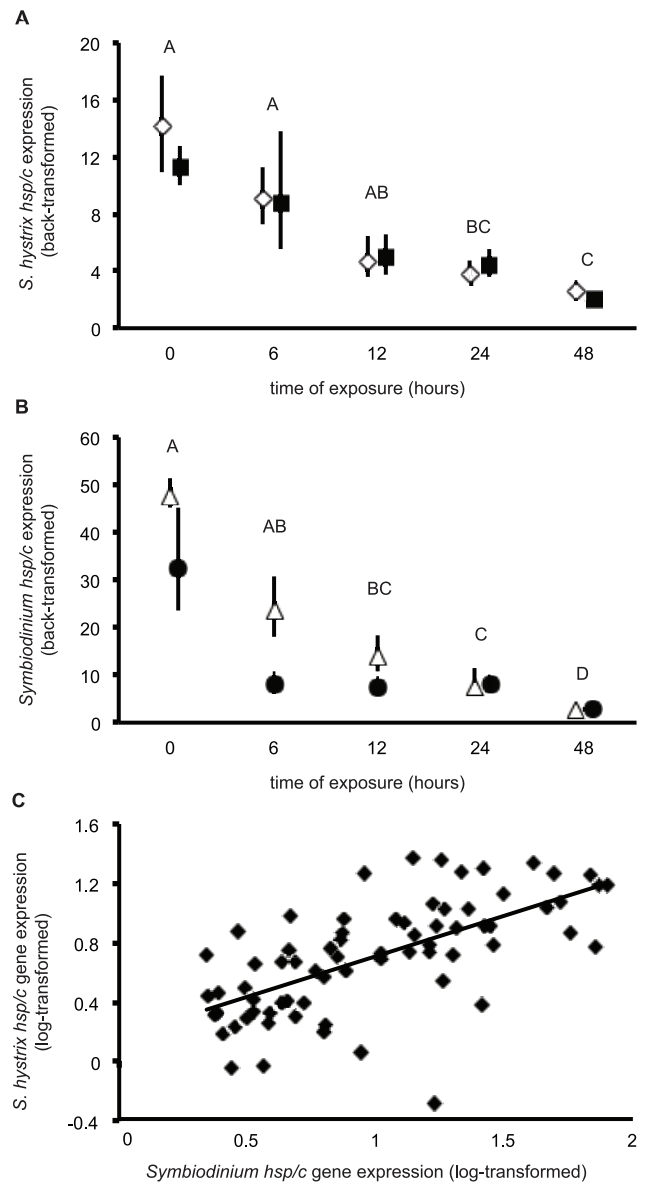 A
20
16
12
8
4
0
S. hystrix hsp/c expression
(back-transformed)
A
A
AB
BC
C
0 6 12 24 48
time of exposure (hours)
B
60
50
40
30
20
10
0
Symbiodinium hsp/c expression
(back-transformed)
A
AB
BC
C
D
0 6 12 24 48
time of exposure (hours)
C
1.6
1.2
0.8
0.4
0
-0.4
S. hystrix hsp/c gene expression
(log-transformed)
0 0.5 1 1.5 2
Symbiodinium hsp/c gene expression (log-transformed)